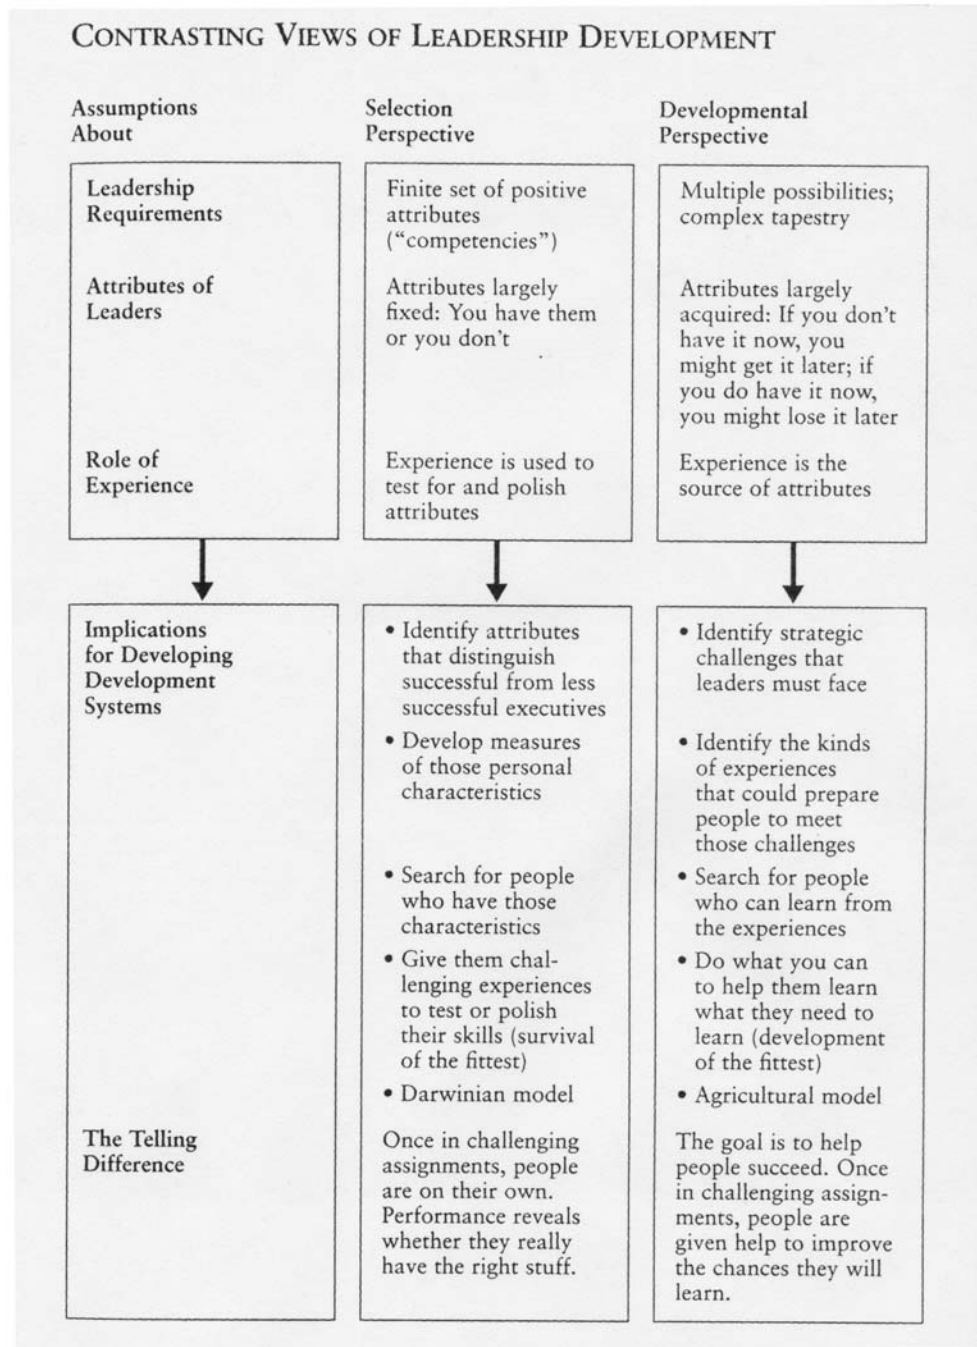 CONTRASTING VIEWS OF LEADERSHIP DEVELOPMENT
Assumptions
About
Selection
Perspective
Developmental
Perspective
Leadership
Requirements
Finite set of positive
attributes
(“competencies”)
Multiple possibilities;
complex tapestry
Attributes of
Leaders
Attributes largely
fixed: You have them
or you don’t
Attributes largely
acquired: If you don’t
have it now, you
might get it later; if
you do have it now,
you might lose it later
Role of
Experience
Experience is used to
test for and polish
attributes
Experience is the
source of attributes
Implications
for Developing
Development
Systems
• Identify attributes
that distinguish
successful from less
successful executives
• Develop measures
of those personal
characteristics
• Search for people
who have those
characteristics
• Give them chal-
lenging experiences
to test or polish
their skills (survival
of the fittest)
• Darwinian model
• Identify strategic
challenges that
leaders must face
• Identify the kinds
of experiences
that could prepare
people to meet
those challenges
• Search for people
who can learn from
the experiences
• Do what you can
to help them learn
what they need to
learn (development
of the fittest)
• Agricultural model
The Telling
Difference
Once in challenging
assignments, people
are on their own.
Performance reveals
whether they really
have the right stuff.
The goal is to help
people succeed. Once
in challenging assign-
ments, people are
given help to improve
the chances they will
learn.